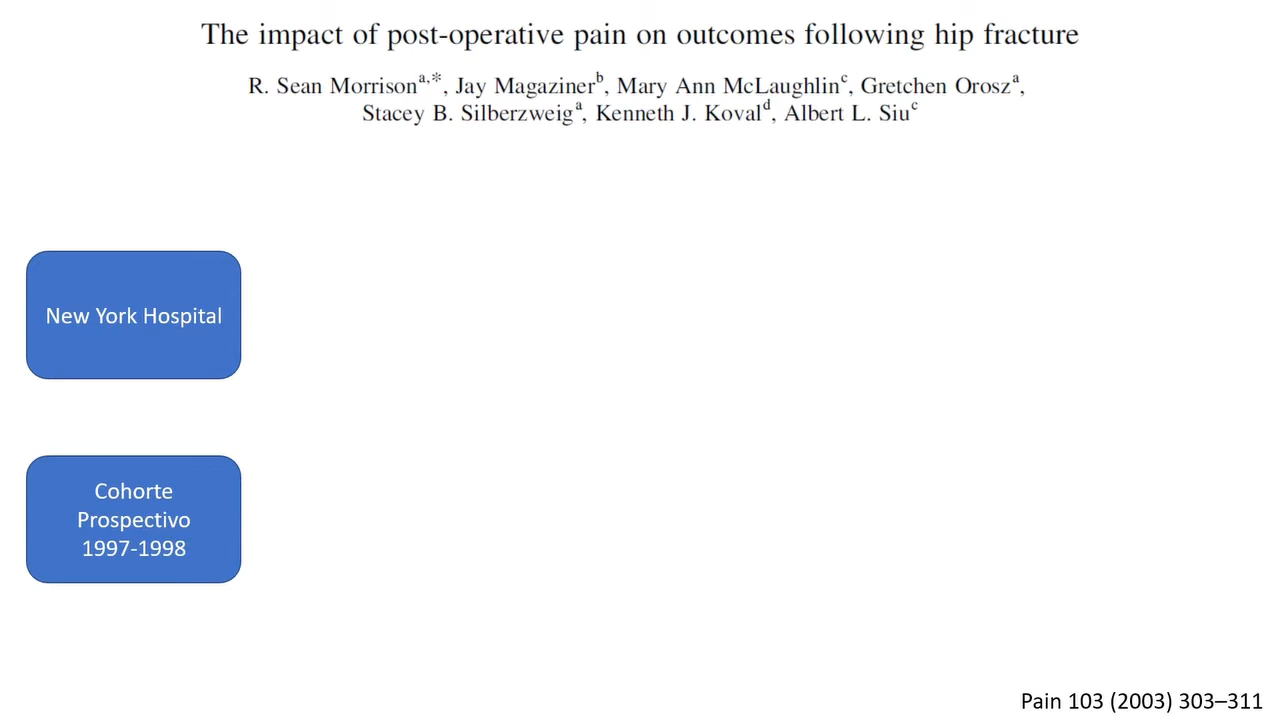 The impact of post-operative pain on outcomes following hip fracture
R. Sean Morrisona,*, Jay Magazinerb, Mary Ann McLaughlinc, Gretchen Orosza,
Stacey B. Silberzweiga, Kenneth J. Kovald, Albert L. Siuc
New York Hospital
Cohorte
Prospectivo
1997-1998
Pain 103 (2003) 303–311